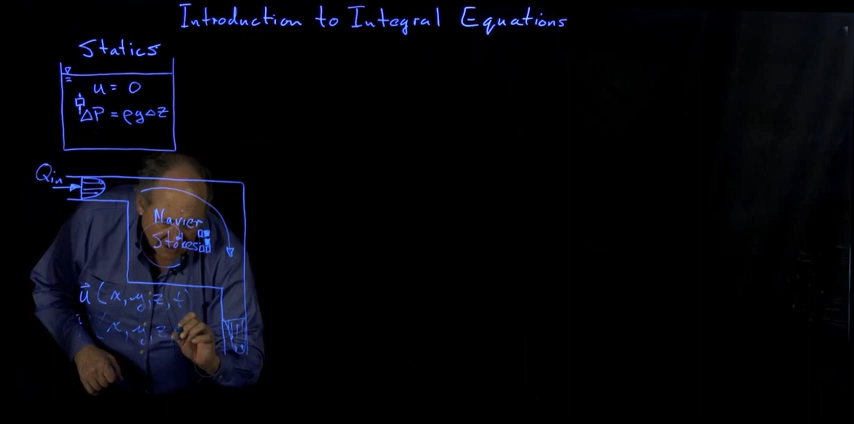 Introduction to Integral Equations
Statics
u = 0
ΔP = ρgΔz
Qin
Navier
Stokes
u⃗ (x, y, z, t
(x, y, z